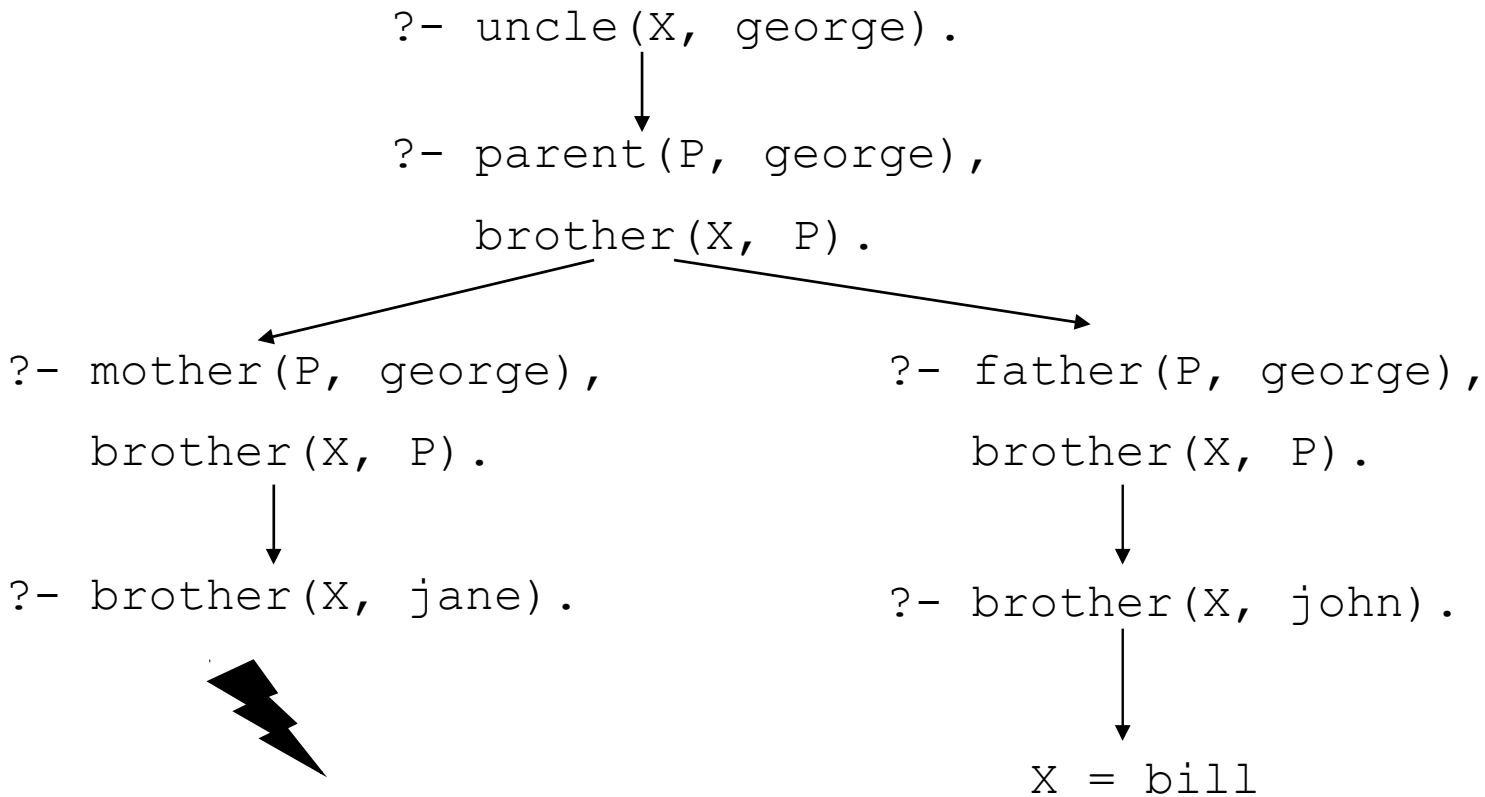 ?- uncle(X, george).
?- parent(P, george),
brother(X, P).
?- mother(P, george),
brother(X, P).
?- brother(X, jane).
?- father(P, george),
brother(X, P).
?- brother(X, john).
X = bill